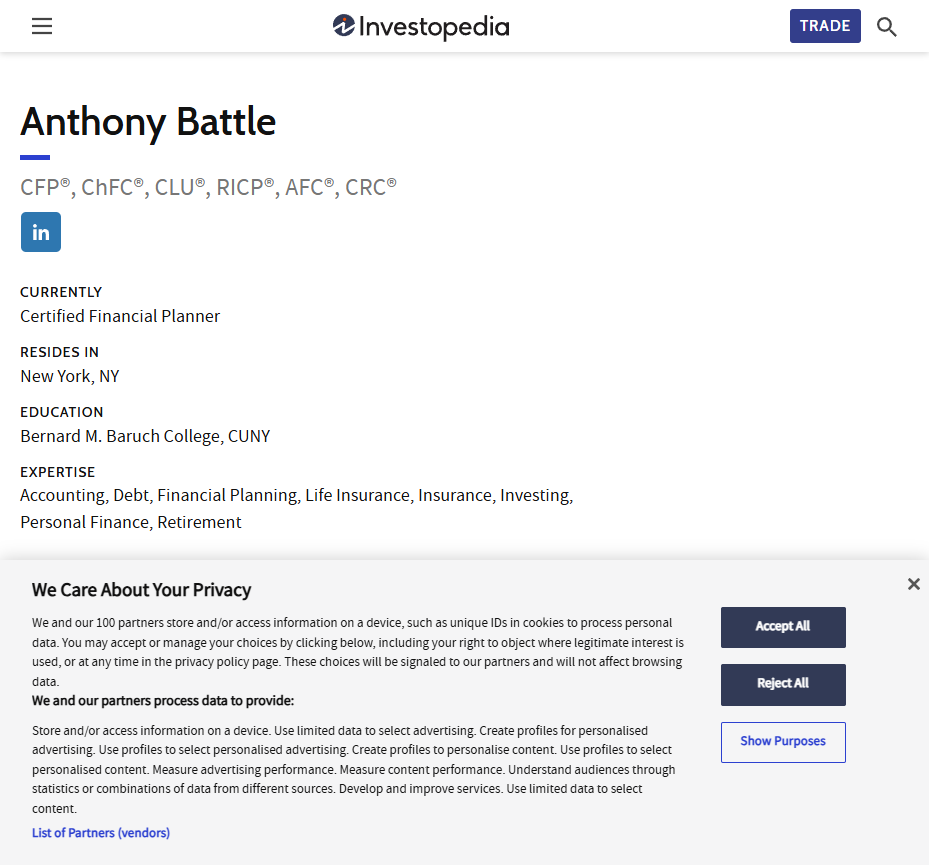 Investopedia
TRADE
Anthony Battle
CFP®, ChFC®, CLU®, RICP®, AFC®, CRC®
in
CURRENTLY
Certified Financial Planner
RESIDES IN
New York, NY
EDUCATION
Bernard M. Baruch College, CUNY
EXPERTISE
Accounting, Debt, Financial Planning, Life Insurance, Insurance, Investing,
Personal Finance, Retirement
We Care About Your Privacy
We and our 100 partners store and/or access information on a device, such as unique IDs in cookies to process personal
data. You may accept or manage your choices by clicking below, including your right to object where legitimate interest is
used, or at any time in the privacy policy page. These choices will be signaled to our partners and will not affect browsing
data.
We and our partners process data to provide:
Store and/or access information on a device. Use limited data to select advertising. Create profiles for personalised
advertising. Use profiles to select personalised advertising. Create profiles to personalise content. Use profiles to select
personalised content. Measure advertising performance. Measure content performance. Understand audiences through
statistics or combinations of data from different sources. Develop and improve services. Use limited data to select
content.
List of Partners (vendors)
Accept All
Reject All
Show Purposes